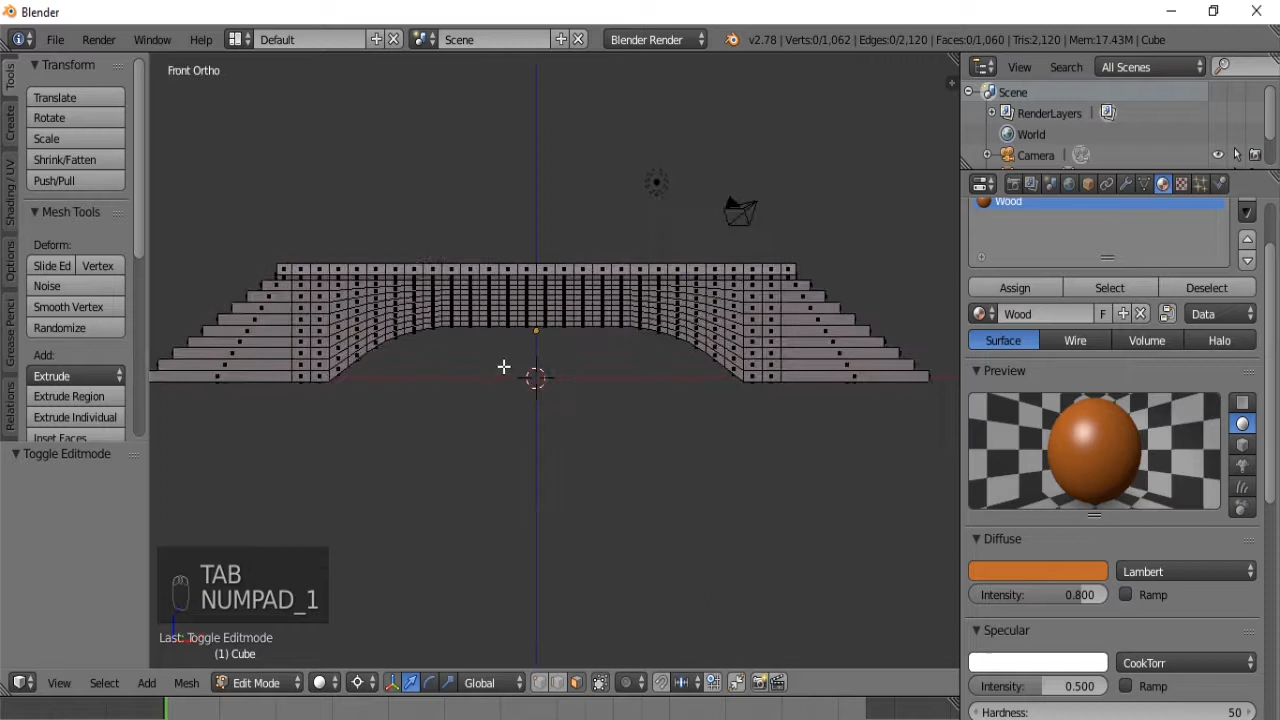 Blender
File Render Window Help Default Scene Blender Render v2.78 | Verts:0/1,062 | Edges:0/2,120 | Faces:0/1,060 | Tris:2,120 | Mem:17.43M | Cube
Tools
Create
Shading / UV
Options
Grease Pencil
Relations
Transform
Translate
Rotate
Scale
Shrink/Fatten
Push/Pull
Mesh Tools
Deform:
Slide Ed Vertex
Noise
Smooth Vertex
Randomize
Add:
Extrude
Extrude Region
Extrude Individual
Inset Faces
Toggle Editmode
Front Ortho
TAB
NUMPAD_1
Last: Toggle Editmode
(1) Cube
View Select Add Mesh Edit Mode Global
View Search All Scenes
Scene
RenderLayers
World
Camera
Wood
Assign Select Deselect
Wood F Data
Surface Wire Volume Halo
Preview
Diffuse
Lambert
Intensity: 0.800 Ramp
Specular
CookTorr
Intensity: 0.500 Ramp
Hardness: 50